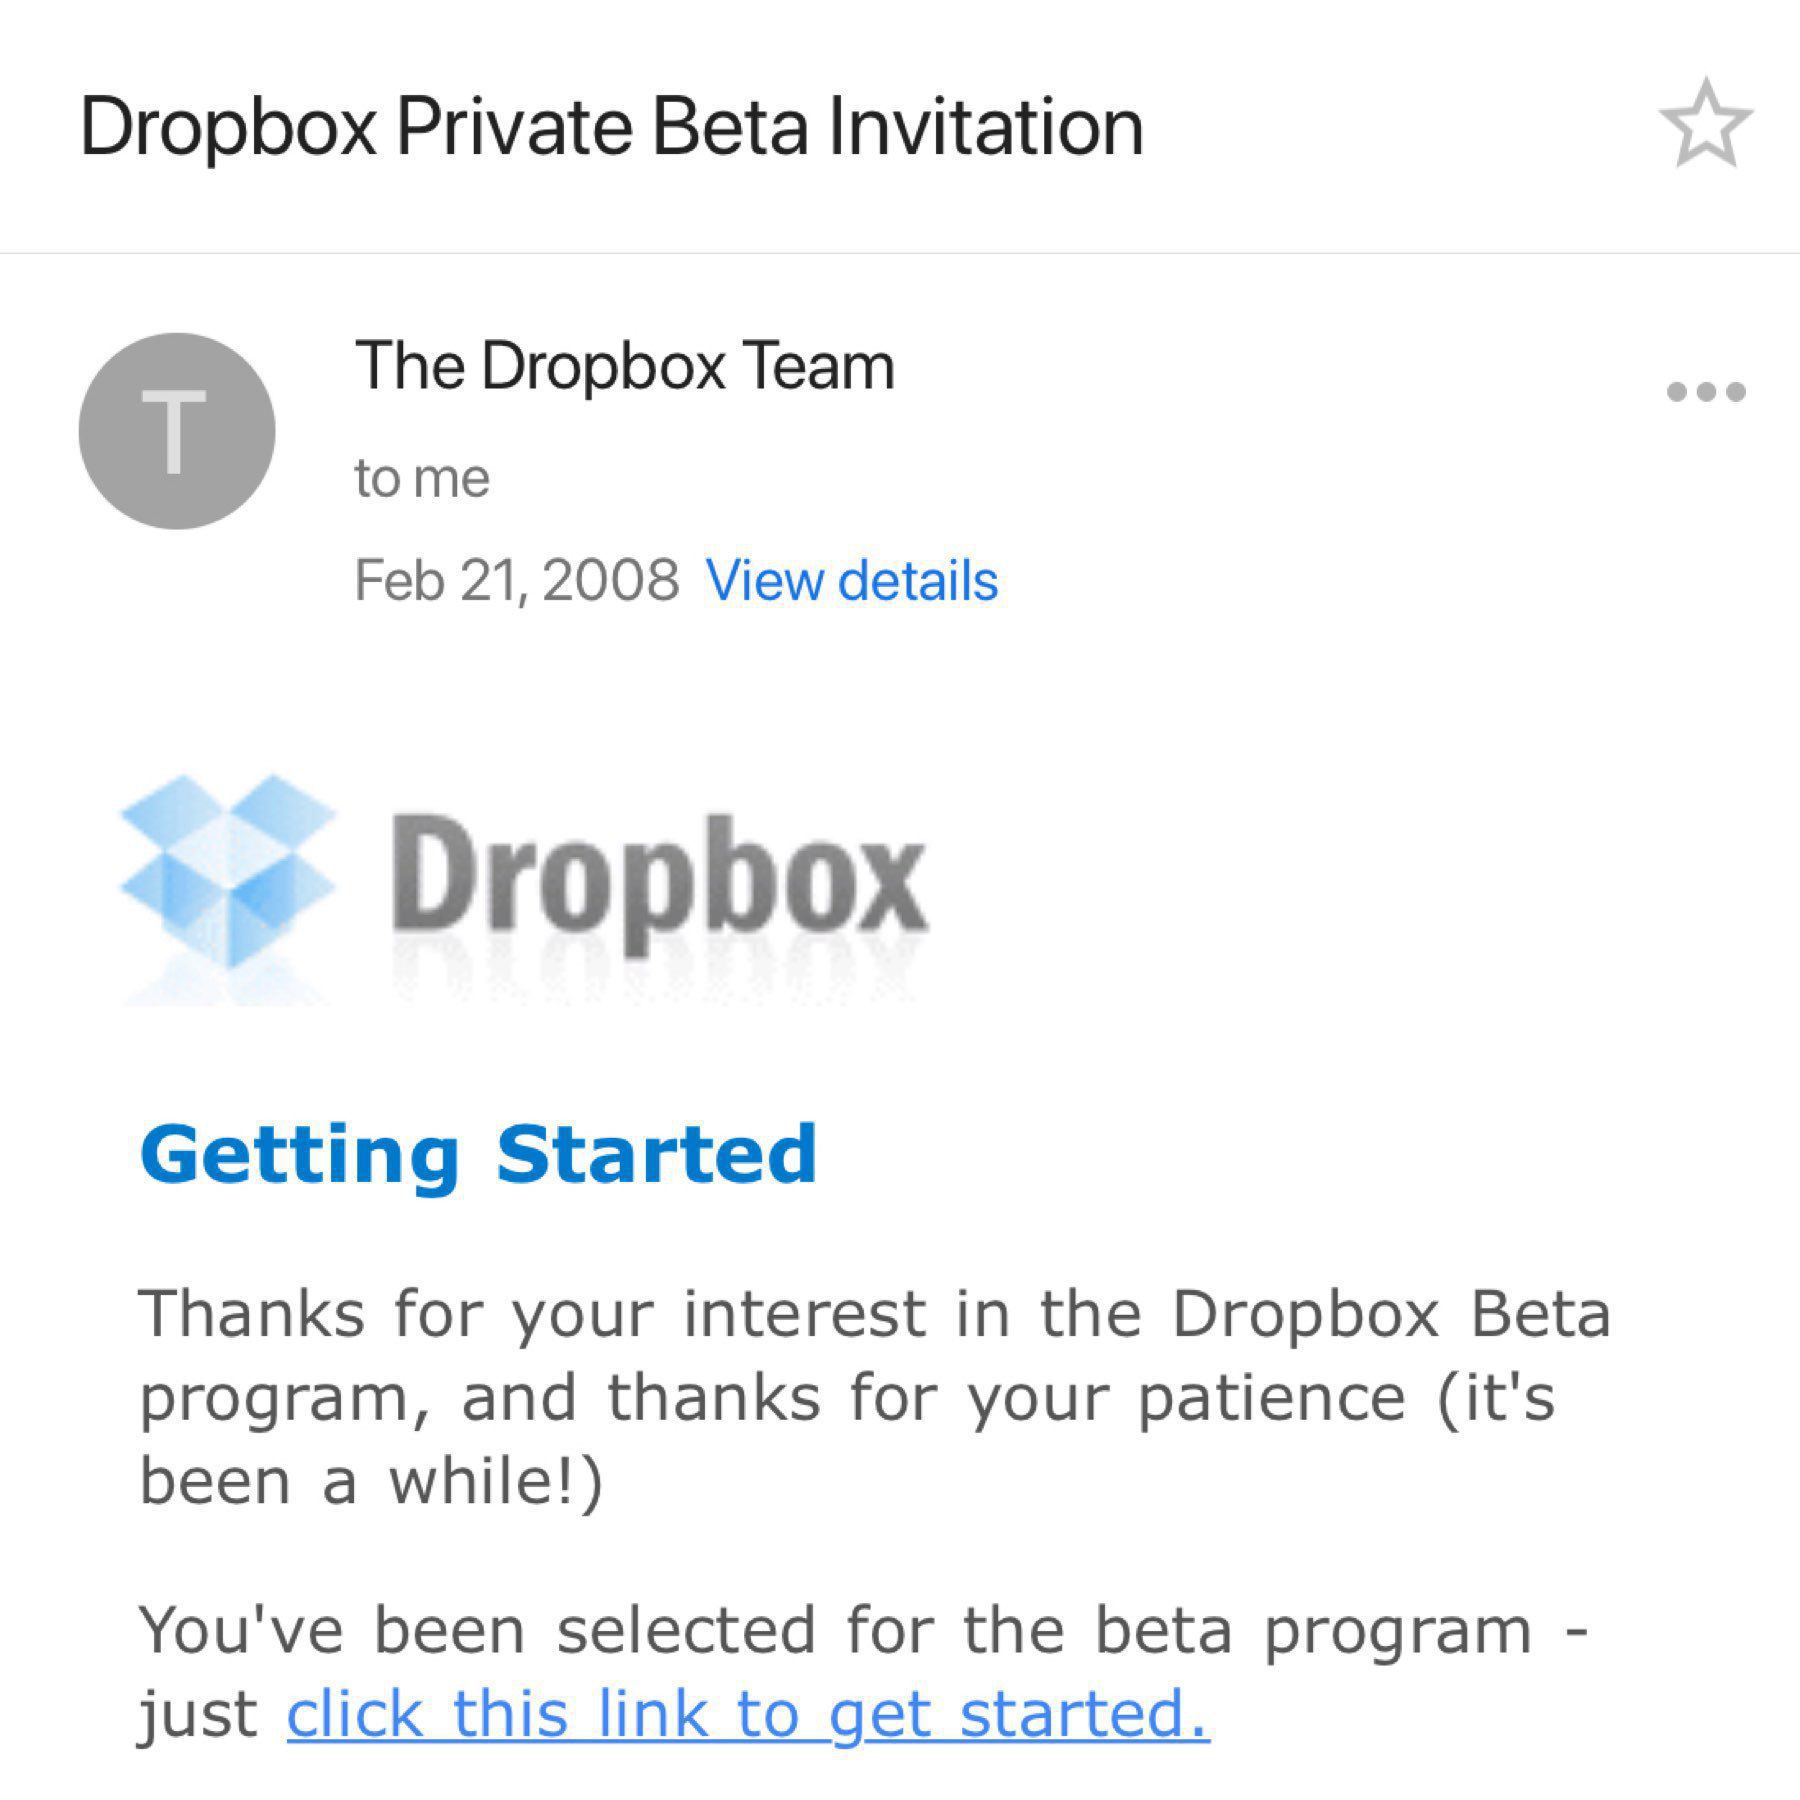 Dropbox Private Beta Invitation
T
The Dropbox Team
to me
Feb 21, 2008 View details
Dropbox
Getting Started
Thanks for your interest in the Dropbox Beta
program, and thanks for your patience (it's
been a while!)
You've been selected for the beta program -
just click this link to get started.